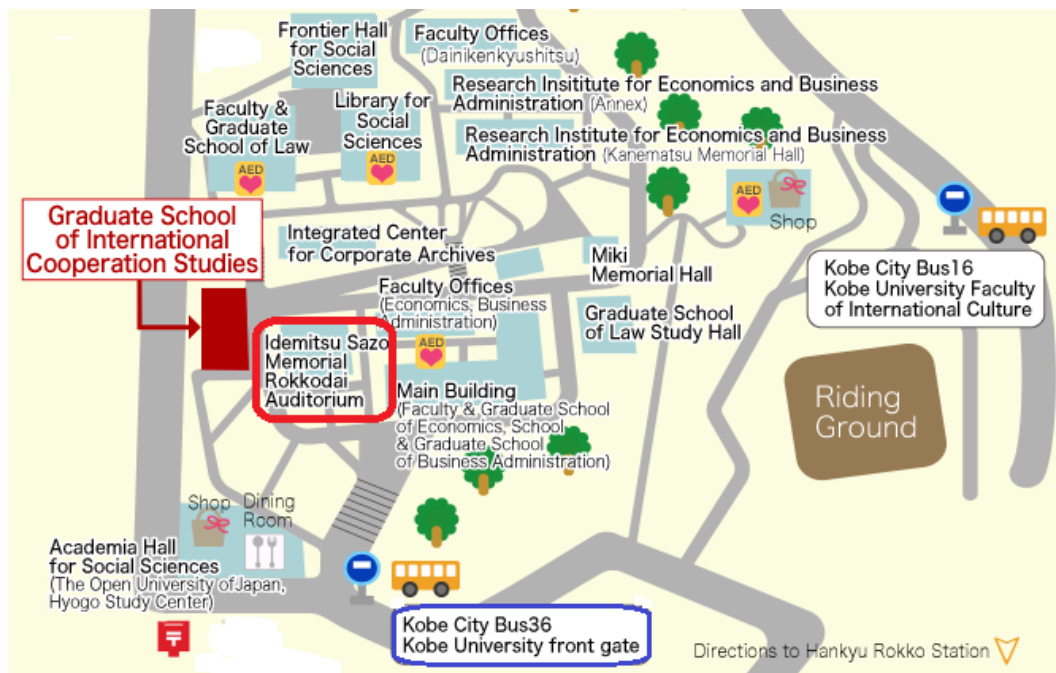 Frontier Hall
for Social
Sciences
Faculty Offices
(Dainikenkyushitsu)
Research Insititute for Economics and Business
Administration (Annex)
Faculty &
Graduate
School of Law
Library for
Social
Sciences
Research Institute for Economics and Business
Administration (Kanematsu Memorial Hall)
AED
AED
AED
Shop
Graduate School
of International
Cooperation Studies
Integrated Center
for Corporate Archives
Miki
Memorial Hall
Kobe City Bus16
Kobe University Faculty
of International Culture
Faculty Offices
(Economics, Business
Administration)
Graduate School
of Law Study Hall
Idemitsu Sazo
Memorial
Rokkodai
Auditorium
AED
Main Building
(Faculty & Graduate School
of Economics, School
& Graduate School
of Business Administration)
Riding
Ground
Shop
Dining
Room
Academia Hall
for Social Sciences
(The Open University of Japan,
Hyogo Study Center)
Kobe City Bus36
Kobe University front gate
Directions to Hankyu Rokko Station